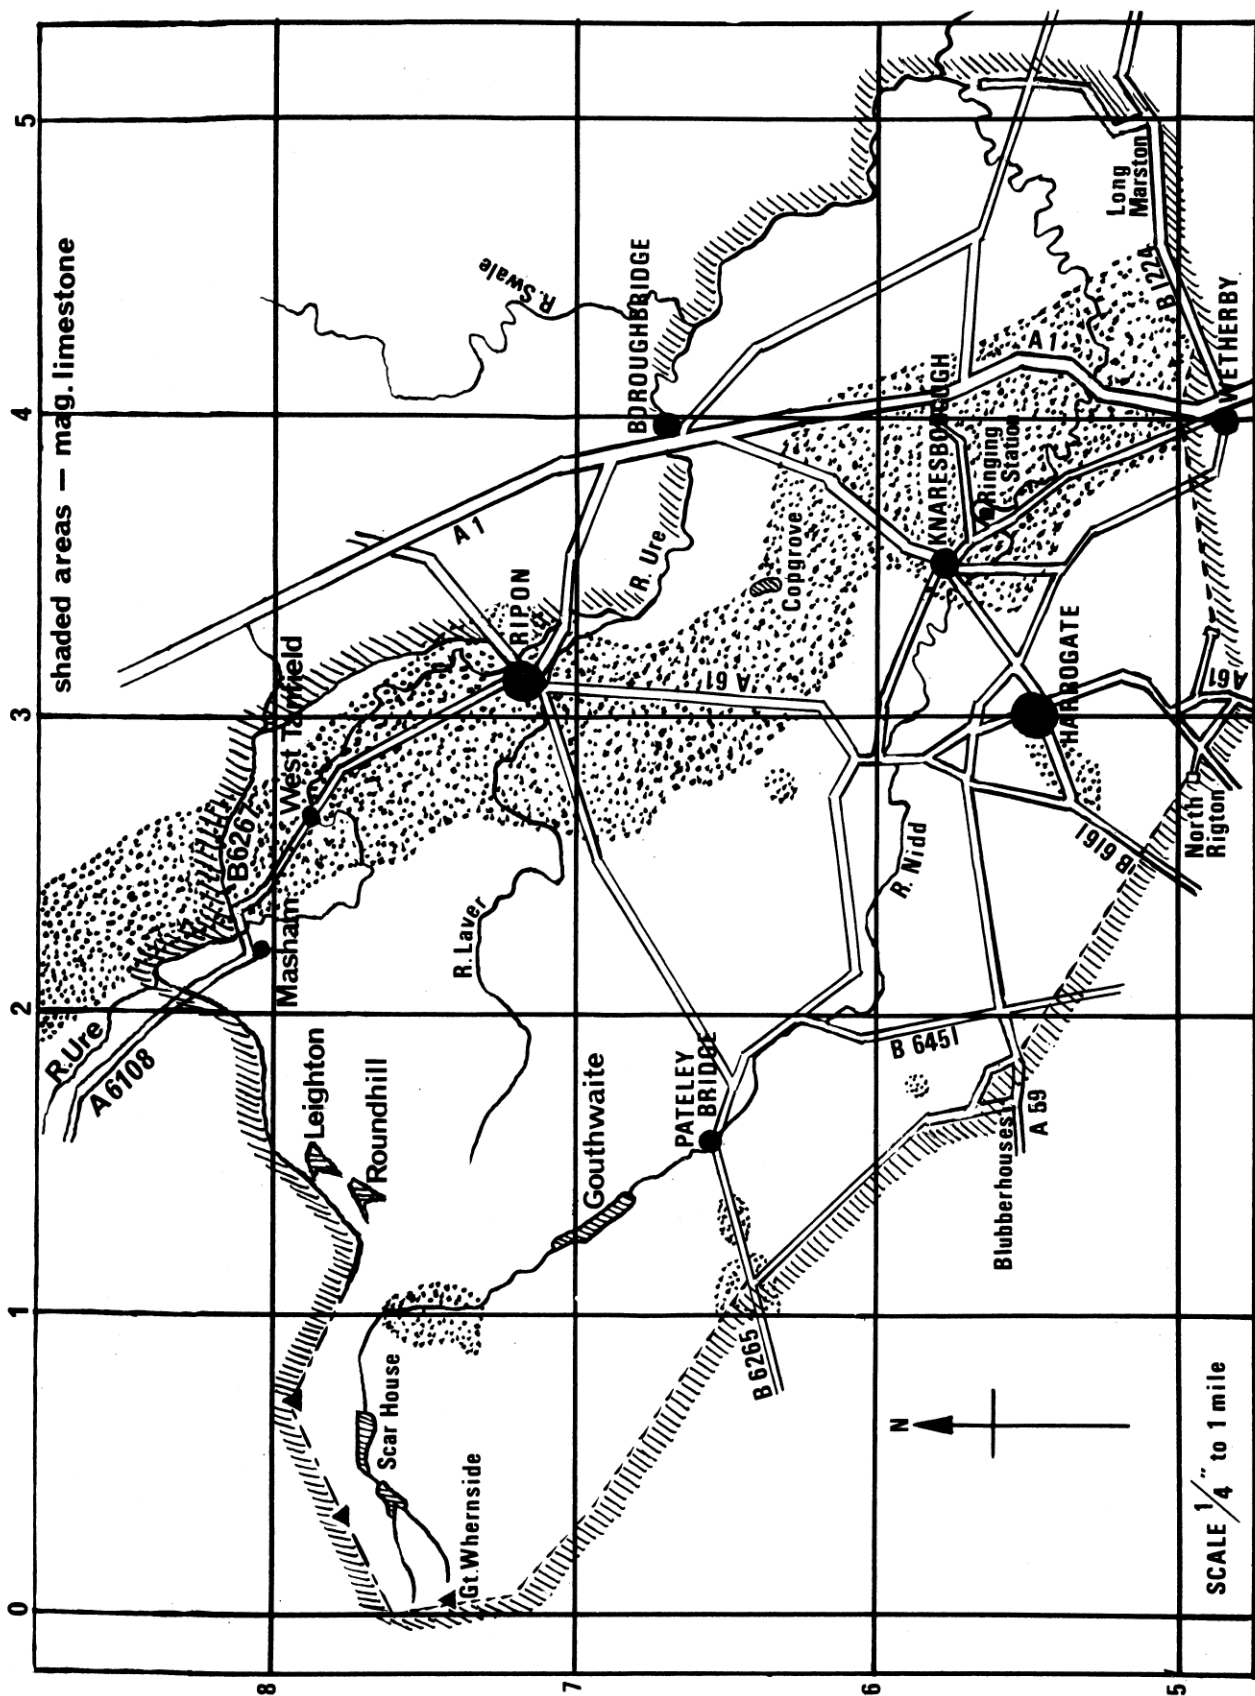 shaded areas — mag. limestone
0
1
2
3
4
5
8
7
6
5
R. Ure
A 6108
Masham
B6267
West Tanfield
Leighton
Roundhill
A 1
R. Swale
Scar House
Gt. Whernside
R. Laver
RIPON
BOROUGHBRIDGE
R. Ure
Gouthwaite
PATELEY
BRIDGE
A 61
Copgrove
B 6265
N
R. Nidd
B 6451
KNARESBOROUGH
Ringing
Station
A 1
Blubberhouses
A 59
HARROGATE
B 6161
Long
Marston
B 1224
North
Rigton
A61
WETHERBY
SCALE 1/4" to 1 mile